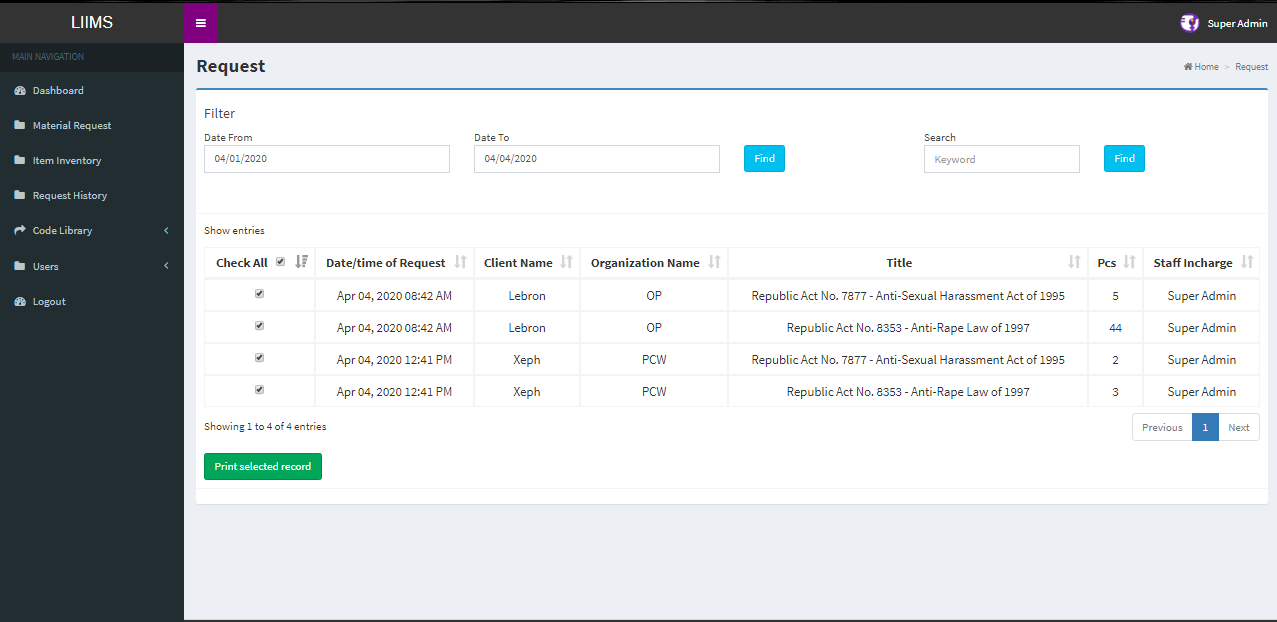 LIIMS
Super Admin
MAIN NAVIGATION
Dashboard
Material Request
Item Inventory
Request History
Code Library
Users
Logout
Request
Home > Request
Filter
Date From
Date To
Search
04/01/2020
04/04/2020
Find
Keyword
Find
Show entries
Check All Date/time of Request Client Name Organization Name Title Pcs Staff Incharge
Apr 04, 2020 08:42 AM Lebron OP Republic Act No. 7877 - Anti-Sexual Harassment Act of 1995 5 Super Admin
Apr 04, 2020 08:42 AM Lebron OP Republic Act No. 8353 - Anti-Rape Law of 1997 44 Super Admin
Apr 04, 2020 12:41 PM Xeph PCW Republic Act No. 7877 - Anti-Sexual Harassment Act of 1995 2 Super Admin
Apr 04, 2020 12:41 PM Xeph PCW Republic Act No. 8353 - Anti-Rape Law of 1997 3 Super Admin
Showing 1 to 4 of 4 entries
Previous 1 Next
Print selected record